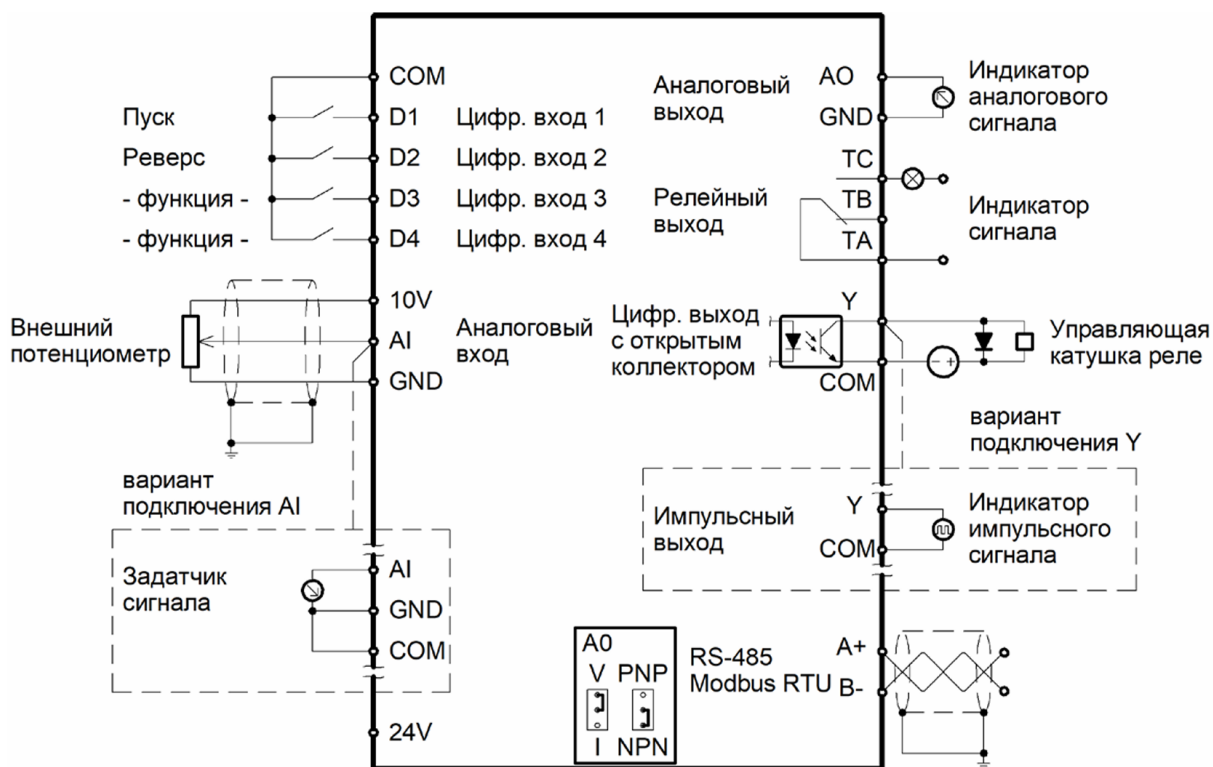 COM
Пуск
D1
Цифр. вход 1
Реверс
D2
Цифр. вход 2
- функция -
D3
Цифр. вход 3
- функция -
D4
Цифр. вход 4
10V
Внешний
потенциометр
AI
Аналоговый
вход
GND
вариант
подключения AI
Задатчик
сигнала
AI
GND
COM
24V
Аналоговый
выход
AO
GND
Индикатор
аналогового
сигнала
Релейный
выход
TC
TB
TA
Индикатор
сигнала
Цифр. выход
с открытым
коллектором
Y
COM
- +
Управляющая
катушка реле
вариант
подключения Y
Импульсный
выход
Y
COM
Индикатор
импульсного
сигнала
A0
V PNP
I NPN
RS-485
Modbus RTU
A+
B-